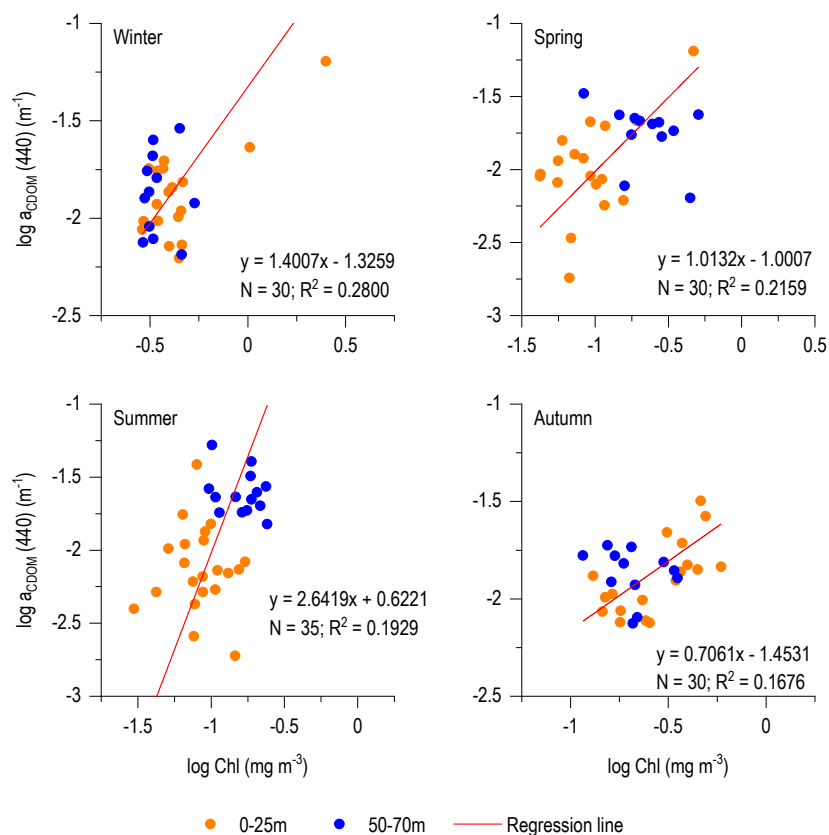 Winter
log a_CDOM (440) (m⁻¹)
-1
-1.5
-2
-2.5
-0.5 0 0.5
y = 1.4007x - 1.3259
N = 30; R² = 0.2800
Spring
-1
-1.5
-2
-2.5
-3
-1.5 -1 -0.5 0 0.5
y = 1.0132x - 1.0007
N = 30; R² = 0.2159
Summer
log a_CDOM (440) (m⁻¹)
-1
-1.5
-2
-2.5
-3
-1.5 -1 -0.5 0
y = 2.6419x + 0.6221
N = 35; R² = 0.1929
log Chl (mg m⁻³)
Autumn
-1
-1.5
-2
-2.5
-1 -0.5 0
y = 0.7061x - 1.4531
N = 30; R² = 0.1676
log Chl (mg m⁻³)
0-25m 50-70m Regression line